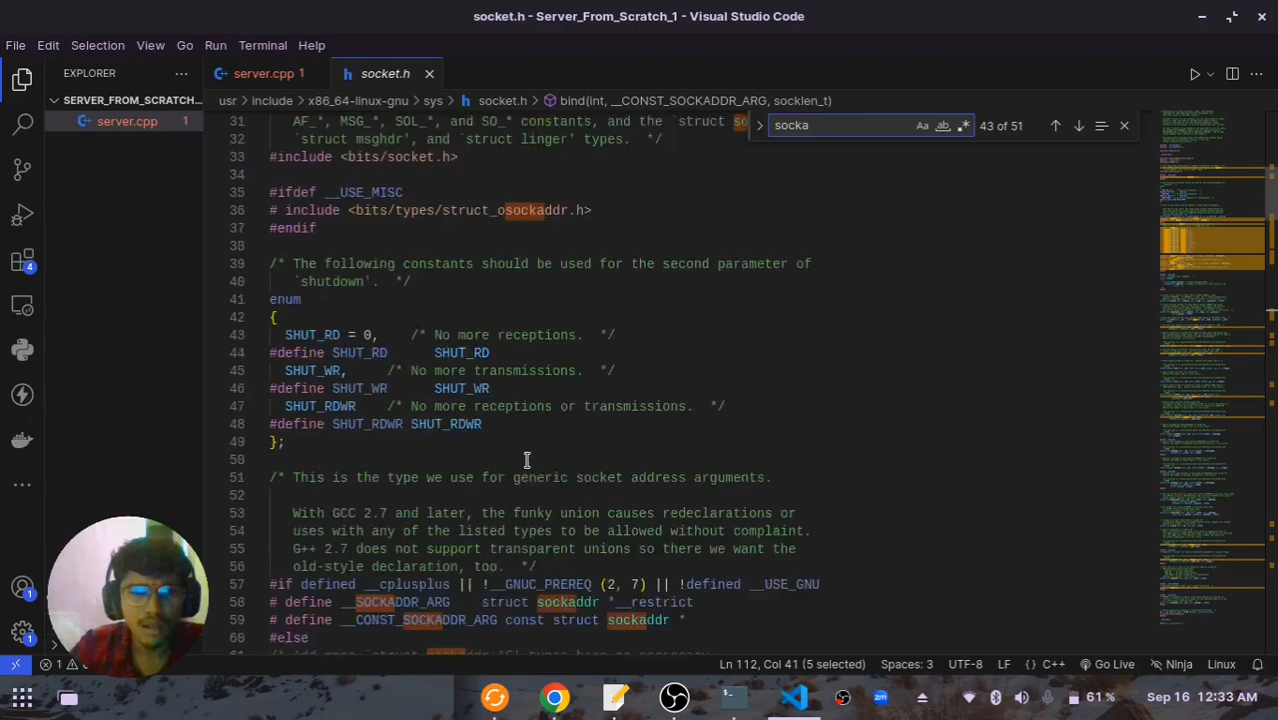 socket.h - Server_From_Scratch_1 - Visual Studio Code
File Edit Selection View Go Run Terminal Help
EXPLORER
server.cpp 1
socket.h
SERVER_FROM_SCRATCH...
server.cpp 1
usr > include > x86_64-linux-gnu > sys > socket.h > bind(int, __CONST_SOCKADDR_ARG, socklen_t)
socka
Aa ab 43 of 51
31 AF_*, MSG_*, SOL_*, and SO_* constants, and the `struct so
32 `struct msghdr', and `struct linger' types. */
33 #include <bits/socket.h>
34
35 #ifdef __USE_MISC
36 # include <bits/types/struct_osockaddr.h>
37 #endif
38
39 /* The following constants should be used for the second parameter of
40 `shutdown'. */
41 enum
42 {
43 SHUT_RD = 0, /* No more receptions. */
44 #define SHUT_RD SHUT_RD
45 SHUT_WR, /* No more transmissions. */
46 #define SHUT_WR SHUT_WR
47 SHUT_RDWR /* No more receptions or transmissions. */
48 #define SHUT_RDWR SHUT_RDWR
49 };
50
51 /* This is the type we use for generic socket address arguments.
52
53 With GCC 2.7 and later, the funky union causes redeclarations or
54 uses with any of the listed types to be allowed without complaint.
55 G++ 2.7 does not support transparent unions so there we want the
56 old-style declaration, too. */
57 #if defined __cplusplus || !__GNUC_PREREQ (2, 7) || !defined __USE_GNU
58 # define __SOCKADDR_ARG struct sockaddr *__restrict
59 # define __CONST_SOCKADDR_ARG const struct sockaddr *
60 #else
4
1
1
1
Ln 112, Col 41 (5 selected) Spaces: 3 UTF-8 LF C++ Go Live Ninja Linux
zm 61 % Sep 16 12:33 AM